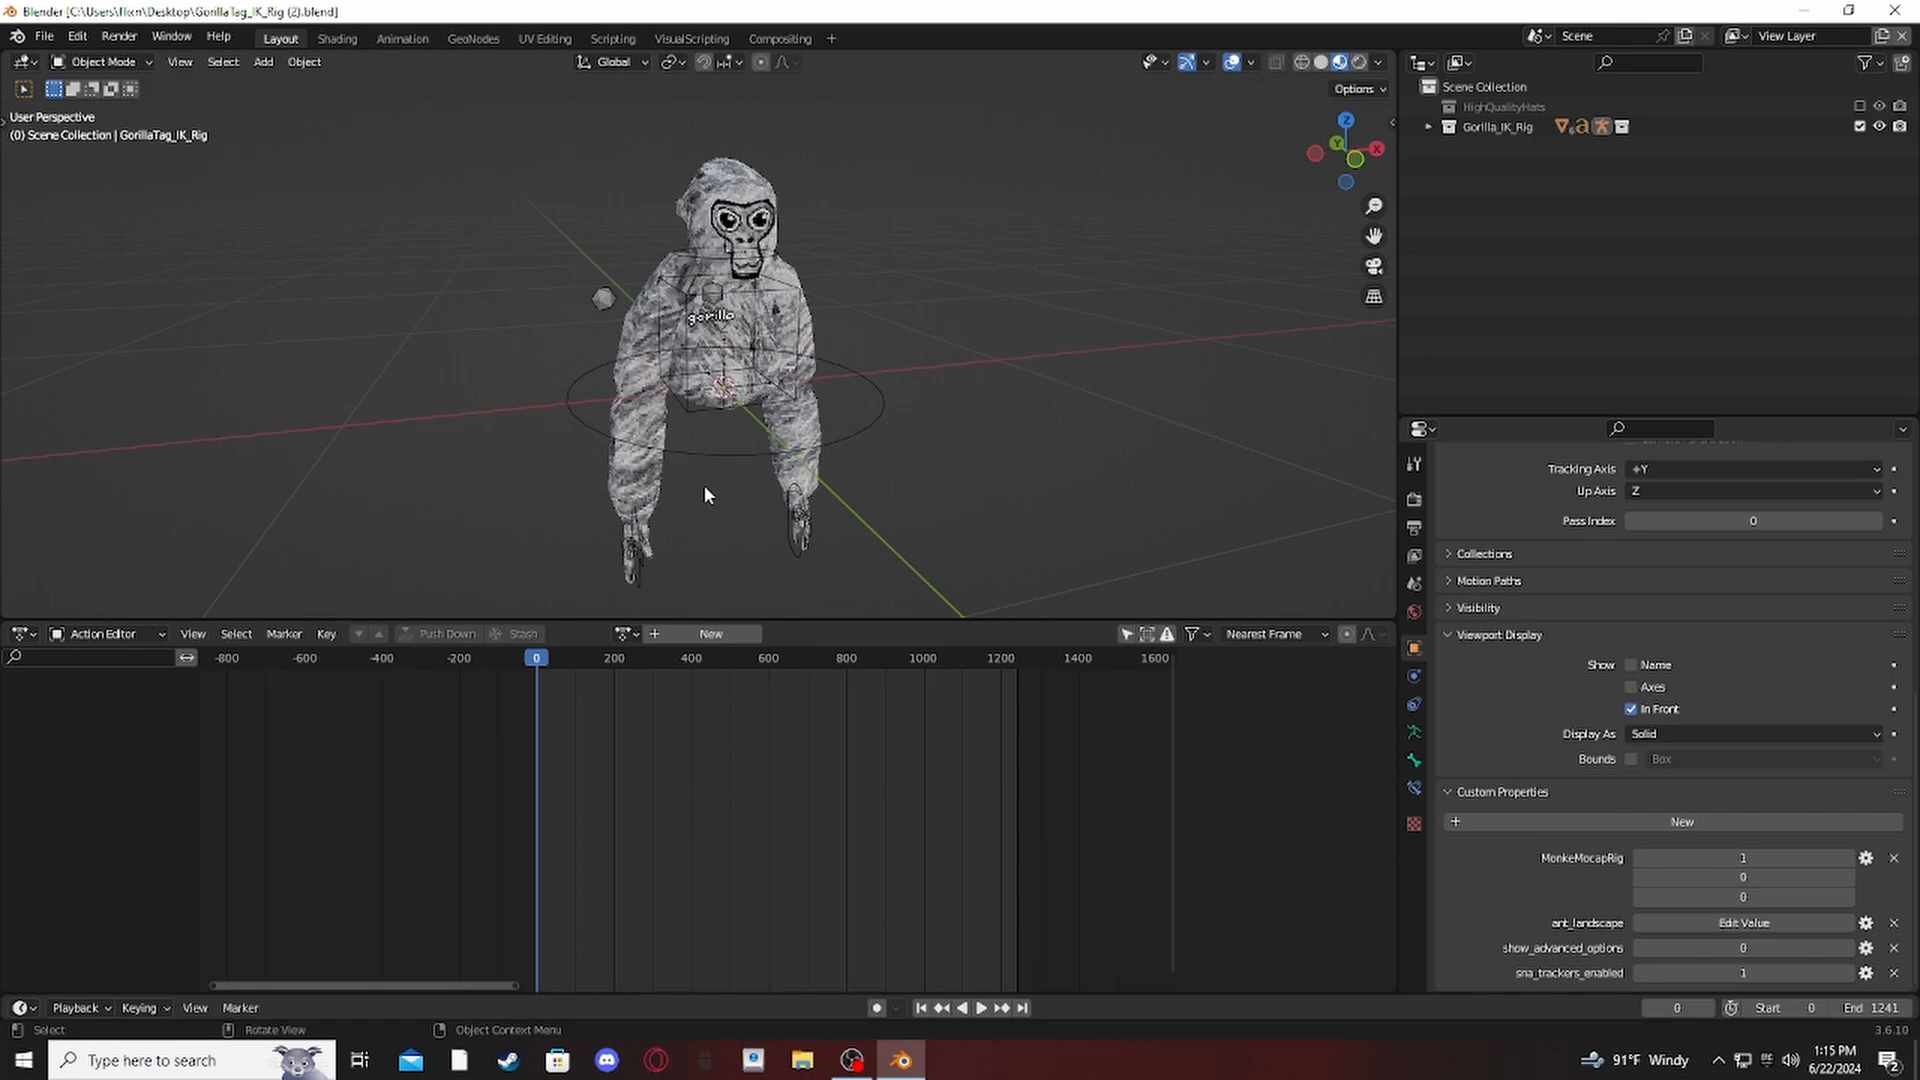 Blender [C:\Users\flixn\Desktop\GorillaTag_IK_Rig (2).blend]
File Edit Render Window Help Layout Shading Animation GeoNodes UV Editing Scripting VisualScripting Compositing + Scene View Layer
Object Mode View Select Add Object Global
Options
User Perspective
(0) Scene Collection | GorillaTag_IK_Rig
Z
Y
X
gorilla
Scene Collection
HighQualityHats
Gorilla_IK_Rig
Tracking Axis +Y
Up Axis Z
Pass Index 0
Collections
Motion Paths
Visibility
Viewport Display
Show Name
Axes
In Front
Display As Solid
Bounds Box
Custom Properties
+ New
MonkeMocapRig 1
0
0
ant_landscape Edit Value
show_advanced_options 0
sna_trackers_enabled 1
Action Editor View Select Marker Key Push Down Stash + New Nearest Frame
-800 -600 -400 -200 0 200 400 600 800 1000 1200 1400 1600
Playback Keying View Marker 0 Start 0 End 1241
Select Rotate View Object Context Menu 3.6.10
Type here to search 91°F Windy 1:15 PM
6/22/2024
2